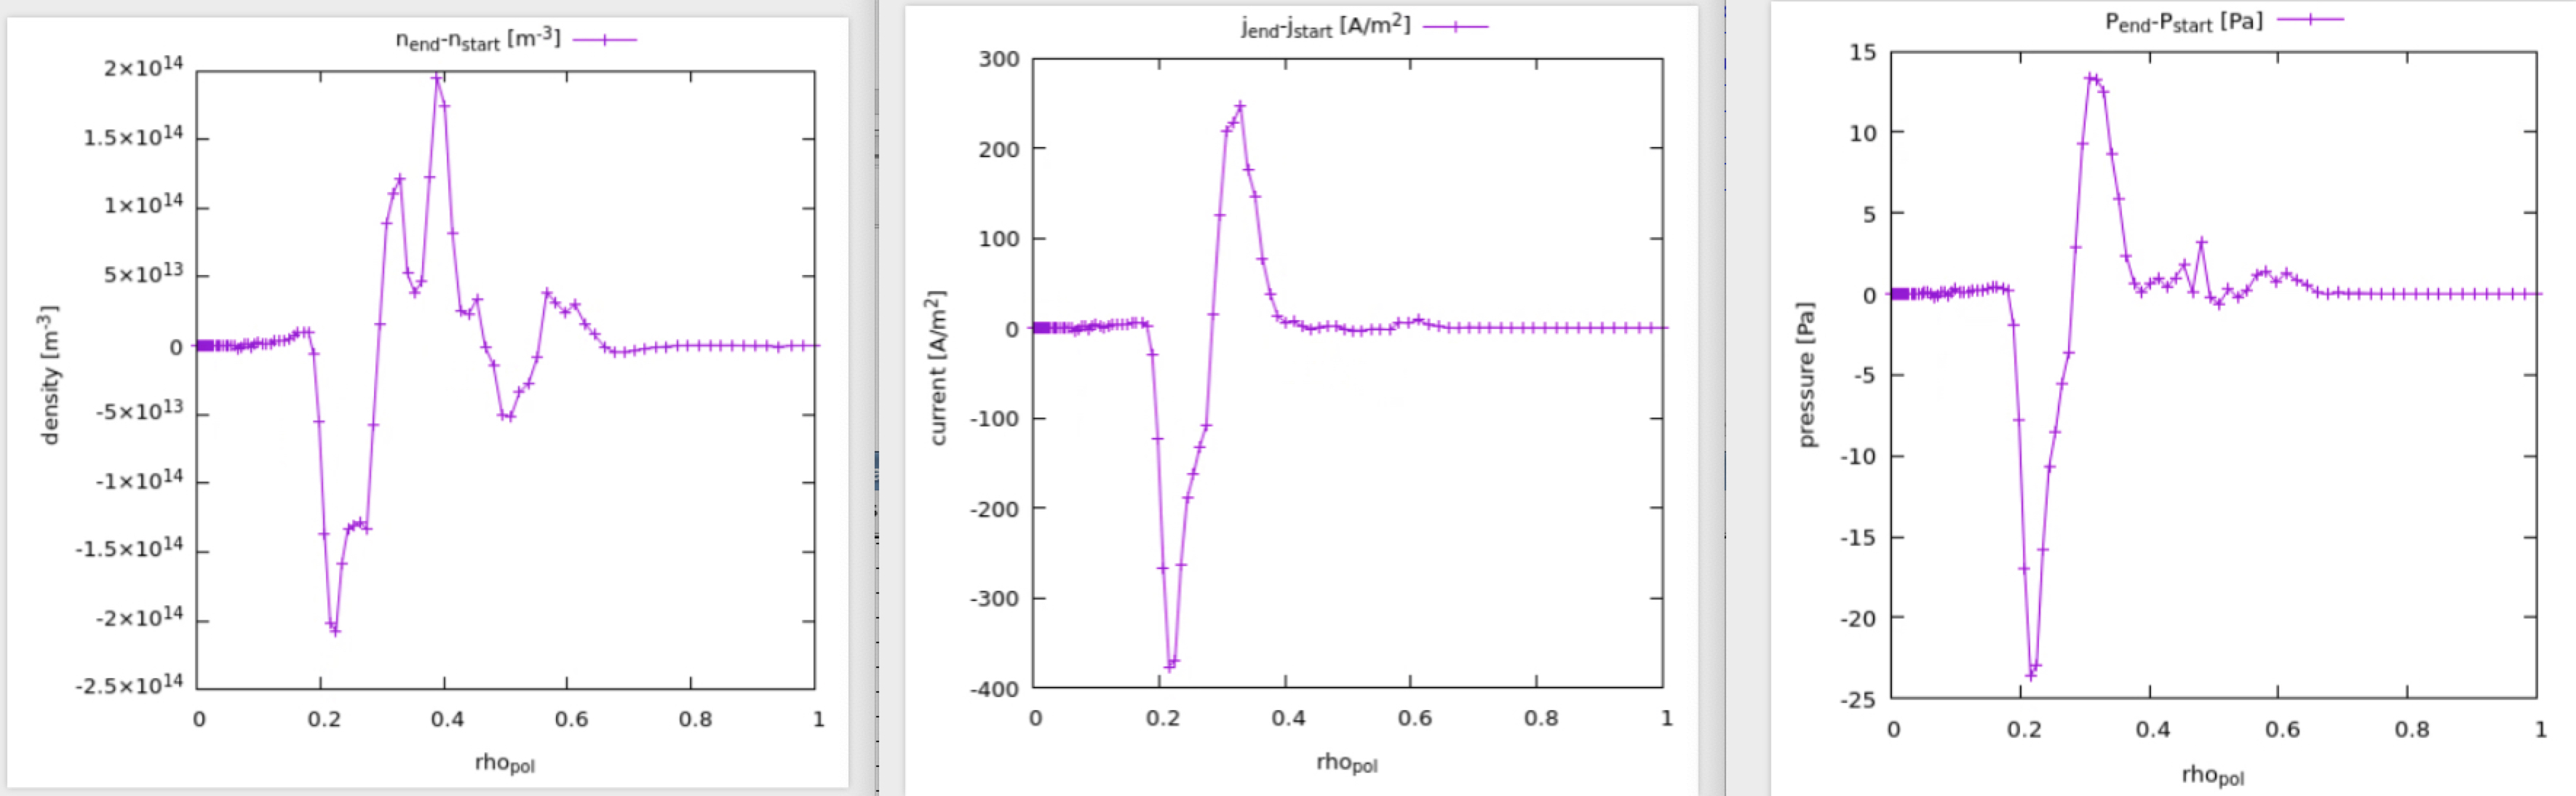 n_end-n_start [m^-3]
2×10^14
1.5×10^14
1×10^14
5×10^13
0
-5×10^13
-1×10^14
-1.5×10^14
-2×10^14
-2.5×10^14
density [m^-3]
0 0.2 0.4 0.6 0.8 1
rho_pol
j_end-j_start [A/m^2]
300
200
100
0
-100
-200
-300
-400
current [A/m^2]
0 0.2 0.4 0.6 0.8 1
rho_pol
P_end-P_start [Pa]
15
10
5
0
-5
-10
-15
-20
-25
pressure [Pa]
0 0.2 0.4 0.6 0.8 1
rho_pol